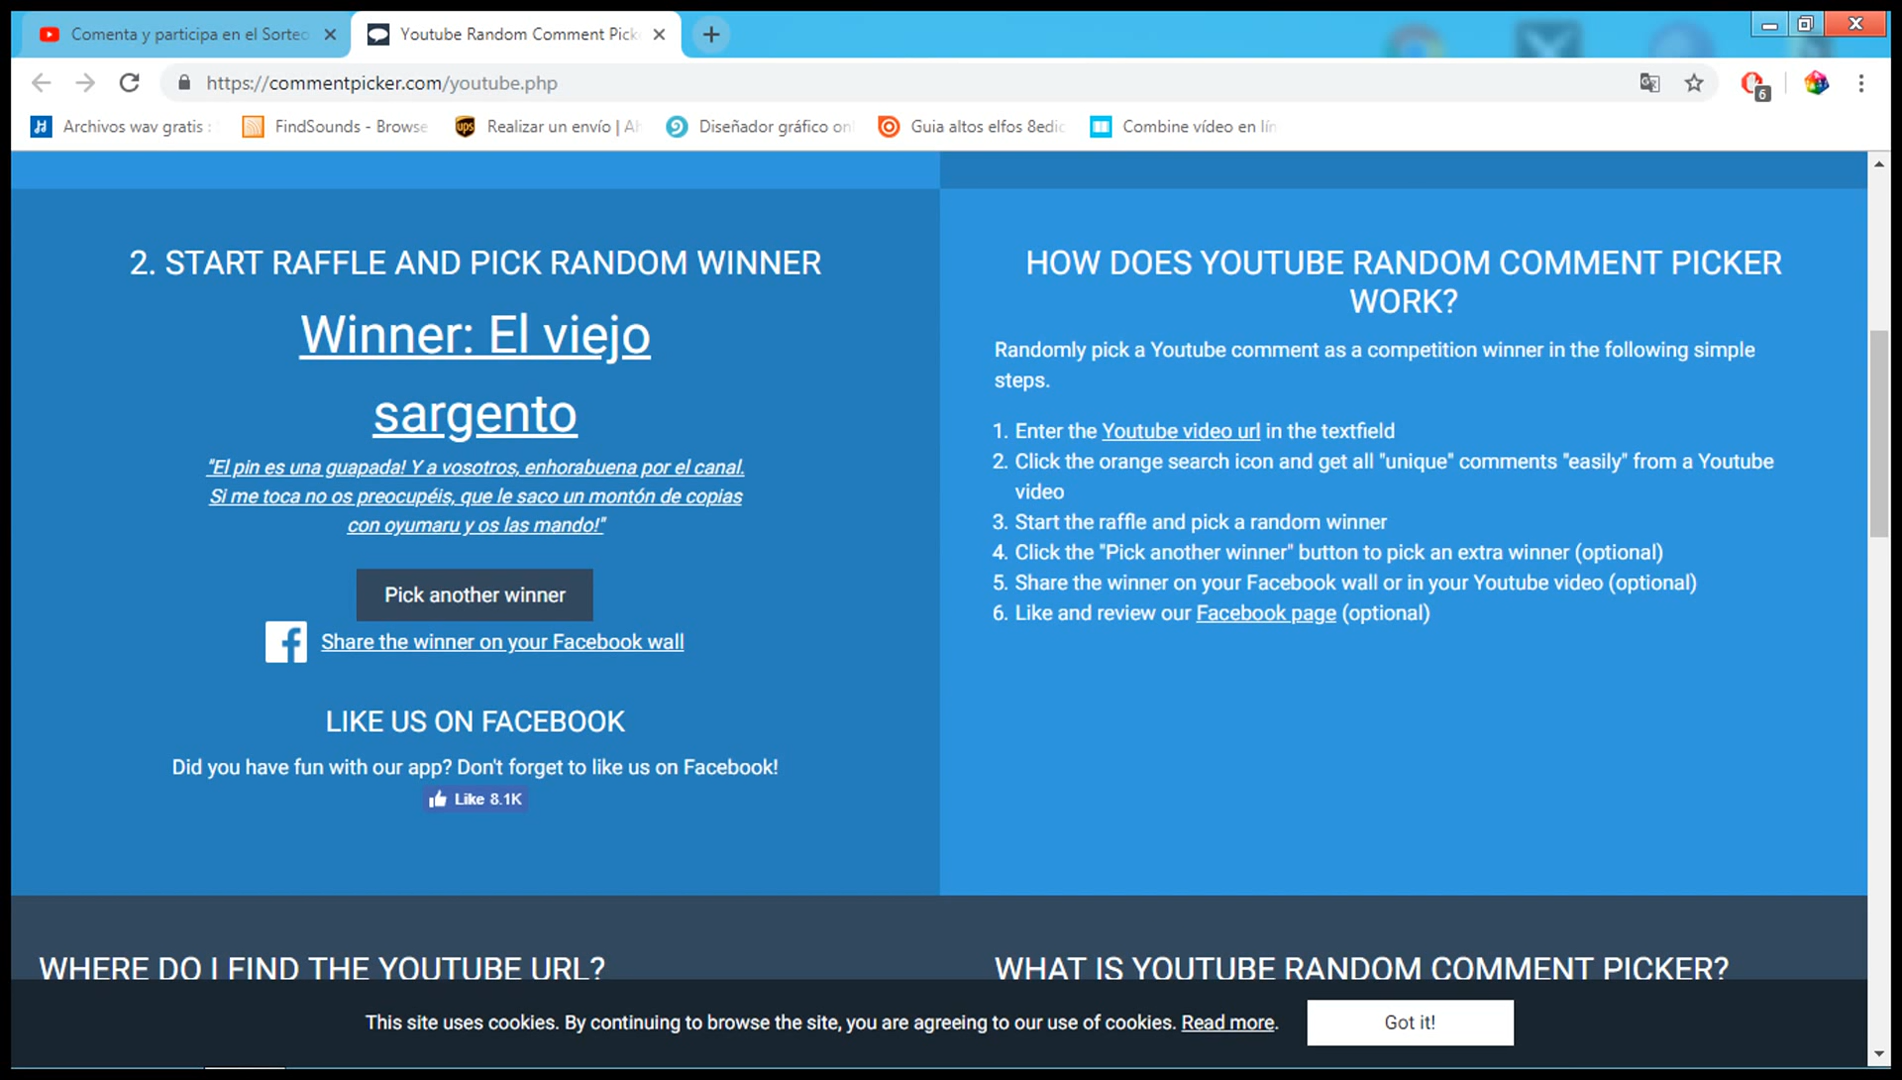 Comenta y participa en el Sorteo
Youtube Random Comment Pick
https://commentpicker.com/youtube.php
6
Archivos wav gratis :
FindSounds - Browse
ups
Realizar un envío | Ah
Diseñador gráfico onl
Guia altos elfos 8edic
Combine vídeo en lín
2. START RAFFLE AND PICK RANDOM WINNER
Winner: El viejo
sargento
"El pin es una guapada! Y a vosotros, enhorabuena por el canal.
Si me toca no os preocupéis, que le saco un montón de copias
con oyumaru y os las mando!"
Pick another winner
Share the winner on your Facebook wall
LIKE US ON FACEBOOK
Did you have fun with our app? Don't forget to like us on Facebook!
Like 8.1K
HOW DOES YOUTUBE RANDOM COMMENT PICKER
WORK?
Randomly pick a Youtube comment as a competition winner in the following simple
steps.
1. Enter the Youtube video url in the textfield
2. Click the orange search icon and get all "unique" comments "easily" from a Youtube
video
3. Start the raffle and pick a random winner
4. Click the "Pick another winner" button to pick an extra winner (optional)
5. Share the winner on your Facebook wall or in your Youtube video (optional)
6. Like and review our Facebook page (optional)
WHERE DO I FIND THE YOUTUBE URL?
WHAT IS YOUTUBE RANDOM COMMENT PICKER?
This site uses cookies. By continuing to browse the site, you are agreeing to our use of cookies. Read more.
Got it!